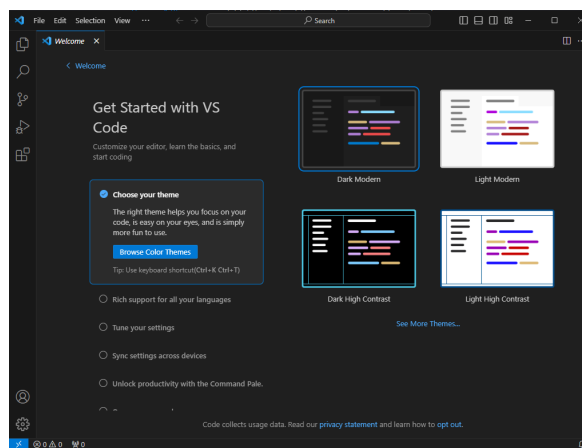 File Edit Selection View ··· Search
Welcome
< Welcome
Get Started with VS
Code
Customize your editor, learn the basics, and
start coding
Choose your theme
The right theme helps you focus on your
code, is easy on your eyes, and is simply
more fun to use.
Browse Color Themes
Tip: Use keyboard shortcut(Ctrl+K Ctrl+T)
Rich support for all your languages
Tune your settings
Sync settings across devices
Unlock productivity with the Command Pale.
Dark Modern
Light Modern
Dark High Contrast
Light High Contrast
See More Themes...
Code collects usage data. Read our privacy statement and learn how to opt out.
0 0 0